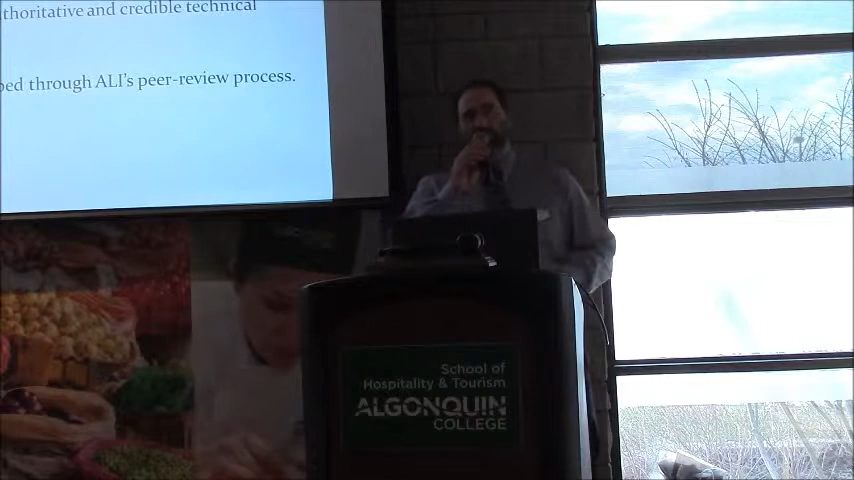 thoritative and credible technical
ped through ALI's peer-review process.
School of
Hospitality & Tourism
ALGONQUIN
COLLEGE